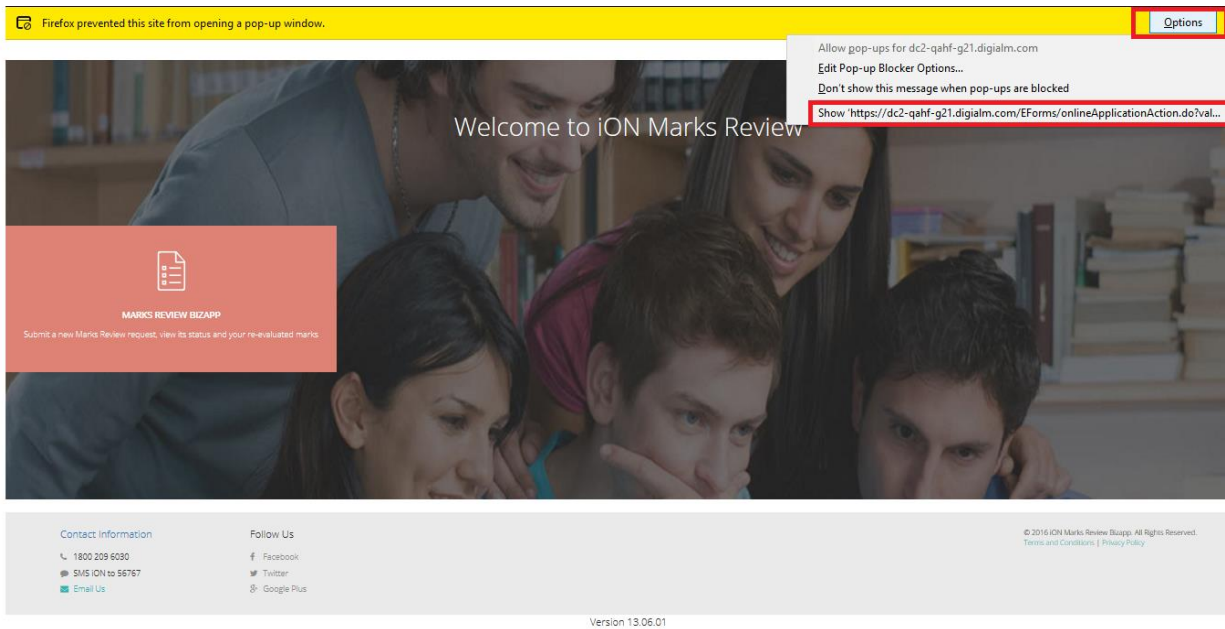 Firefox prevented this site from opening a pop-up window.
Options
Allow pop-ups for dc2-qahf-g21.digialm.com
Edit Pop-up Blocker Options...
Don't show this message when pop-ups are blocked
Show 'https://dc2-qahf-g21.digialm.com/EForms/onlineApplicationAction.do?val...
Welcome to iON Marks Review
MARKS REVIEW BIZAPP
Submit a new Marks Review request, view its status and your re-evaluated marks
Contact Information
1800 209 6030
SMS iON to 56767
Email Us
Follow Us
Facebook
Twitter
Google Plus
© 2016 iON Marks Review Bizapp. All Rights Reserved.
Terms and Conditions | Privacy Policy
Version 13.06.01